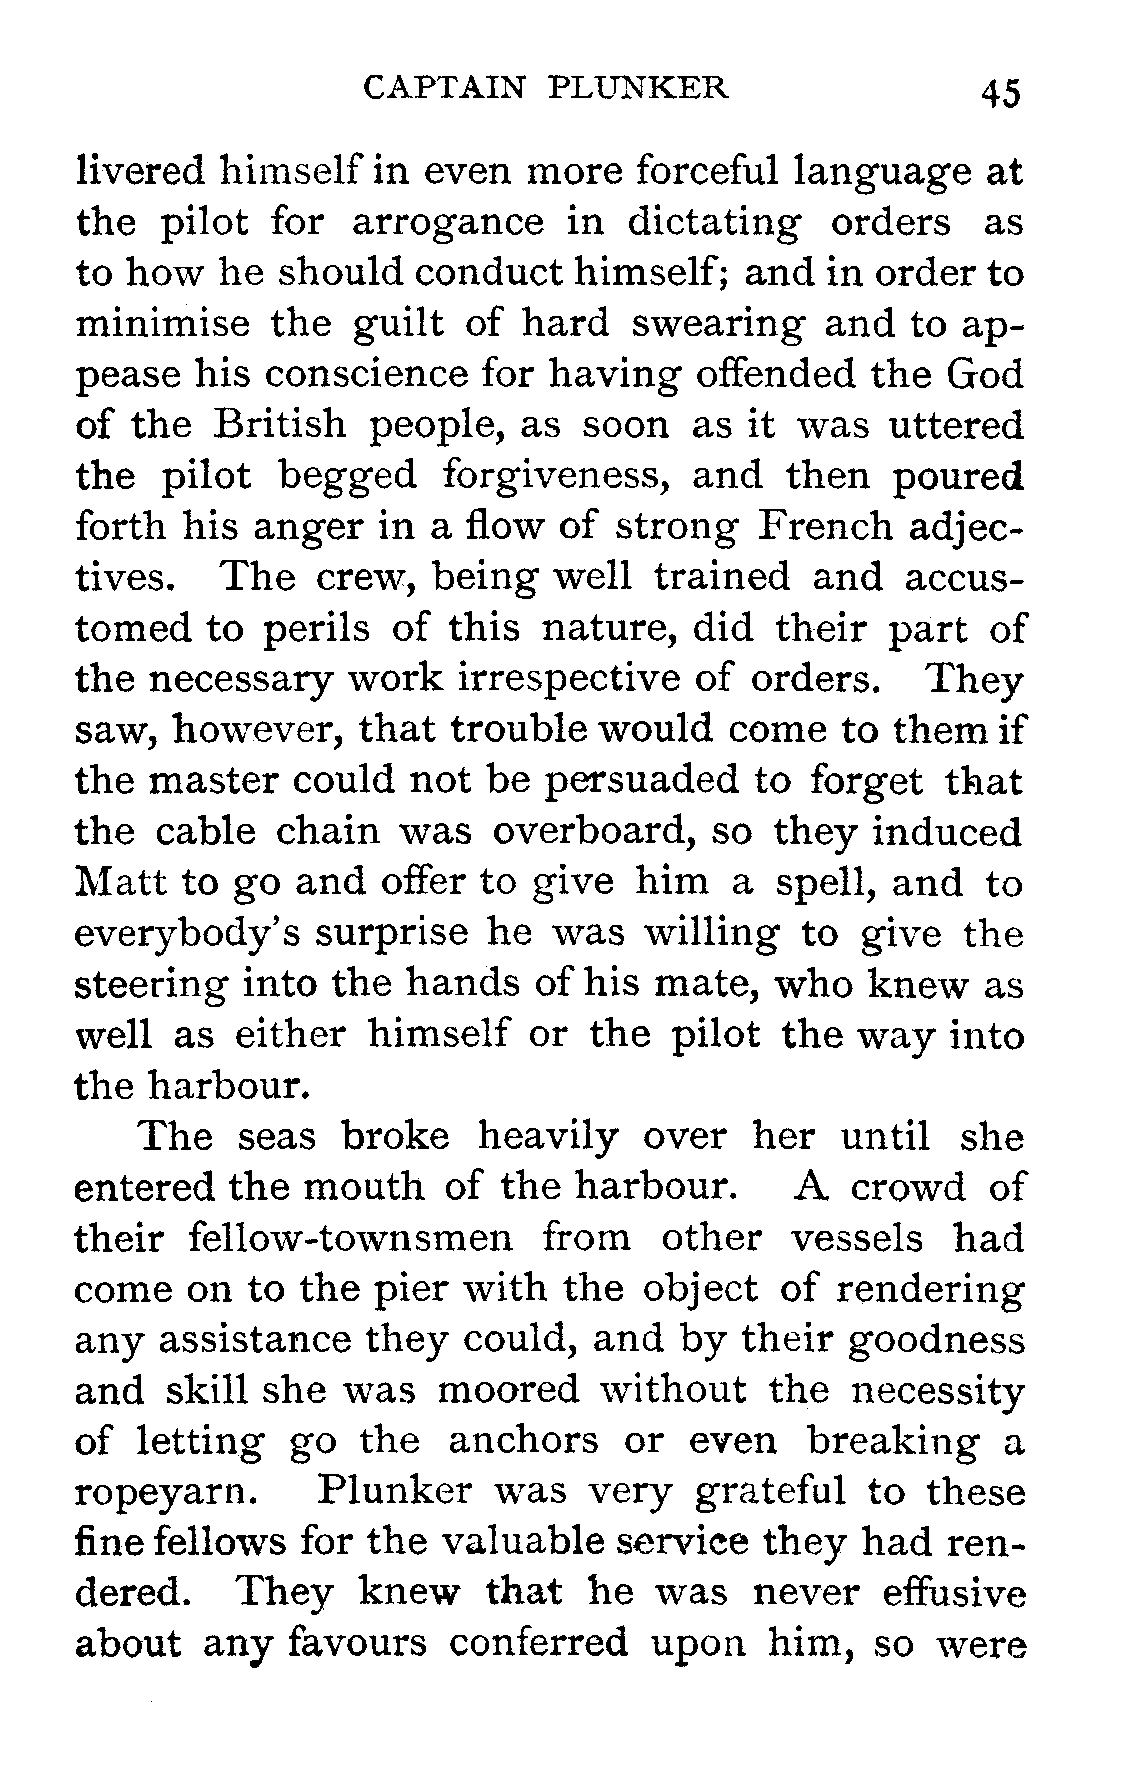 CAPTAIN PLUNKER 45
livered himself in even more forceful language at
the pilot for arrogance in dictating orders as
to how he should conduct himself; and in order to
minimise the guilt of hard swearing and to ap-
pease his conscience for having offended the God
of the British people, as soon as it was uttered
the pilot begged forgiveness, and then poured
forth his anger in a flow of strong French adjec-
tives. The crew, being well trained and accus-
tomed to perils of this nature, did their part of
the necessary work irrespective of orders. They
saw, however, that trouble would come to them if
the master could not be persuaded to forget that
the cable chain was overboard, so they induced
Matt to go and offer to give him a spell, and to
everybody's surprise he was willing to give the
steering into the hands of his mate, who knew as
well as either himself or the pilot the way into
the harbour.
The seas broke heavily over her until she
entered the mouth of the harbour. A crowd of
their fellow-townsmen from other vessels had
come on to the pier with the object of rendering
any assistance they could, and by their goodness
and skill she was moored without the necessity
of letting go the anchors or even breaking a
ropeyarn. Plunker was very grateful to these
fine fellows for the valuable service they had ren-
dered. They knew that he was never effusive
about any favours conferred upon him, so were